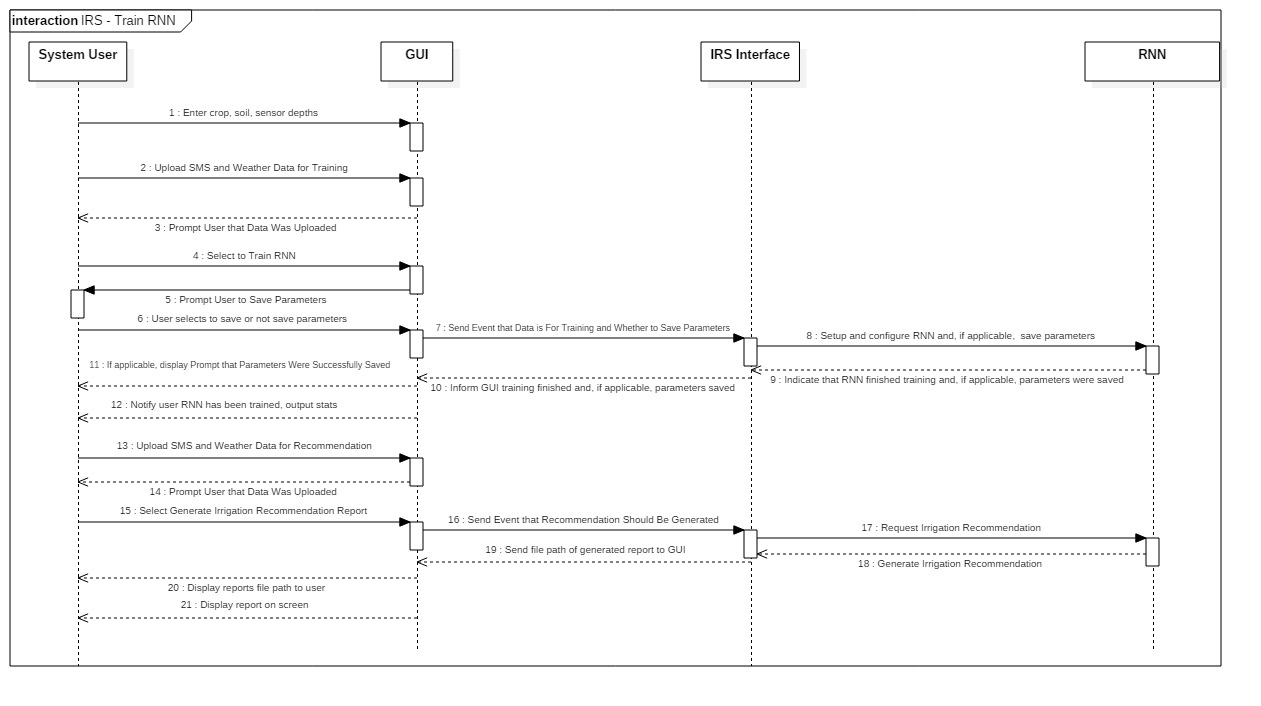 interaction IRS - Train RNN
System User
GUI
IRS Interface
RNN
1 : Enter crop, soil, sensor depths
2 : Upload SMS and Weather Data for Training
3 : Prompt User that Data Was Uploaded
4 : Select to Train RNN
5 : Prompt User to Save Parameters
6 : User selects to save or not save parameters
7 : Send Event that Data is For Training and Whether to Save Parameters
8 : Setup and configure RNN and, if applicable,  save parameters
9 : Indicate that RNN finished training and, if applicable, parameters were saved
10 : Inform GUI training finished and, if applicable, parameters saved
11 : If applicable, display Prompt that Parameters Were Successfully Saved
12 : Notify user RNN has been trained, output stats
13 : Upload SMS and Weather Data for Recommendation
14 : Prompt User that Data Was Uploaded
15 : Select Generate Irrigation Recommendation Report
16 : Send Event that Recommendation Should Be Generated
17 : Request Irrigation Recommendation
18 : Generate Irrigation Recommendation
19 : Send file path of generated report to GUI
20 : Display reports file path to user
21 : Display report on screen